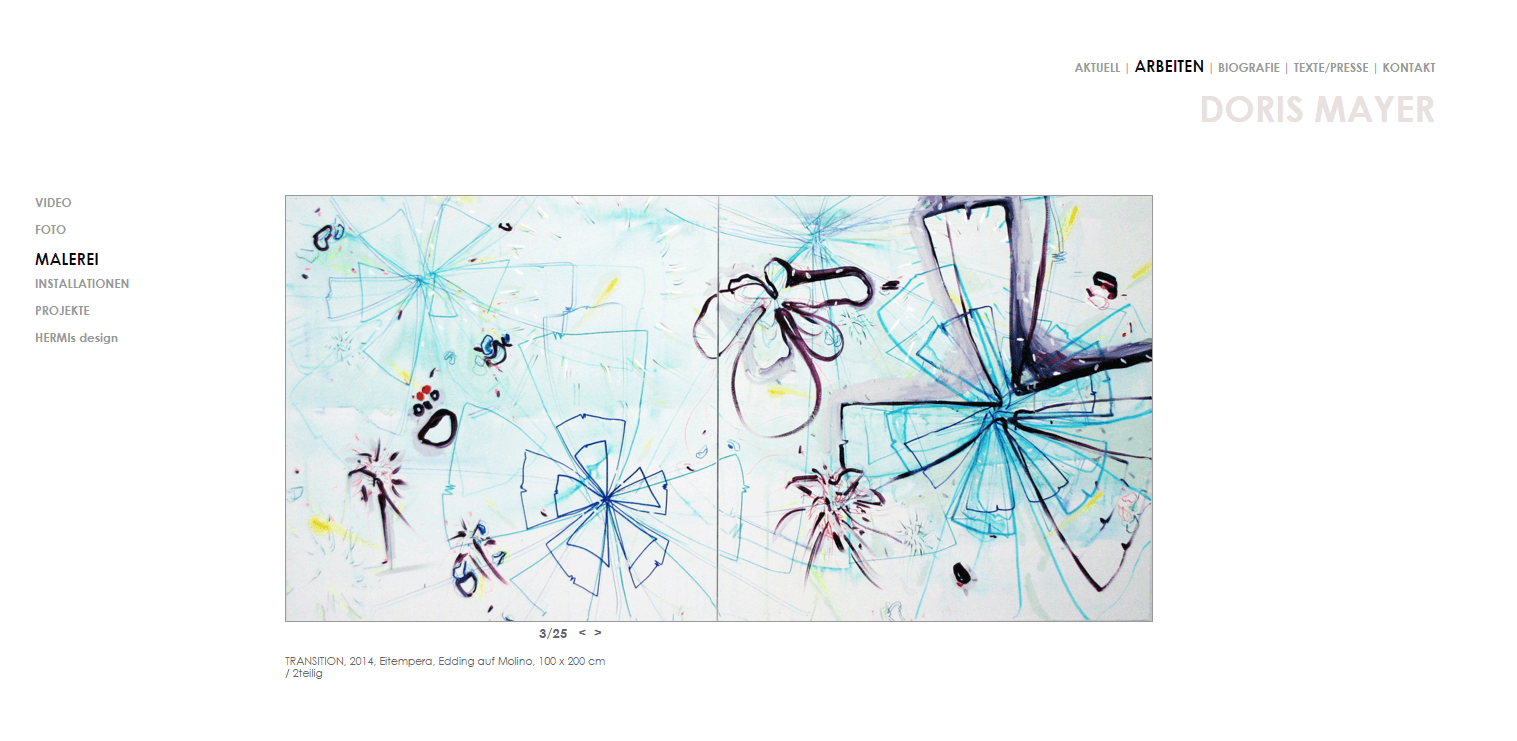 AKTUELL | ARBEITEN | BIOGRAFIE | TEXTE/PRESSE | KONTAKT
DORIS MAYER
VIDEO
FOTO
MALEREI
INSTALLATIONEN
PROJEKTE
HERMIs design
3/25 < >
TRANSITION, 2014, Eitempera, Edding auf Molino, 100 x 200 cm
/ 2teilig